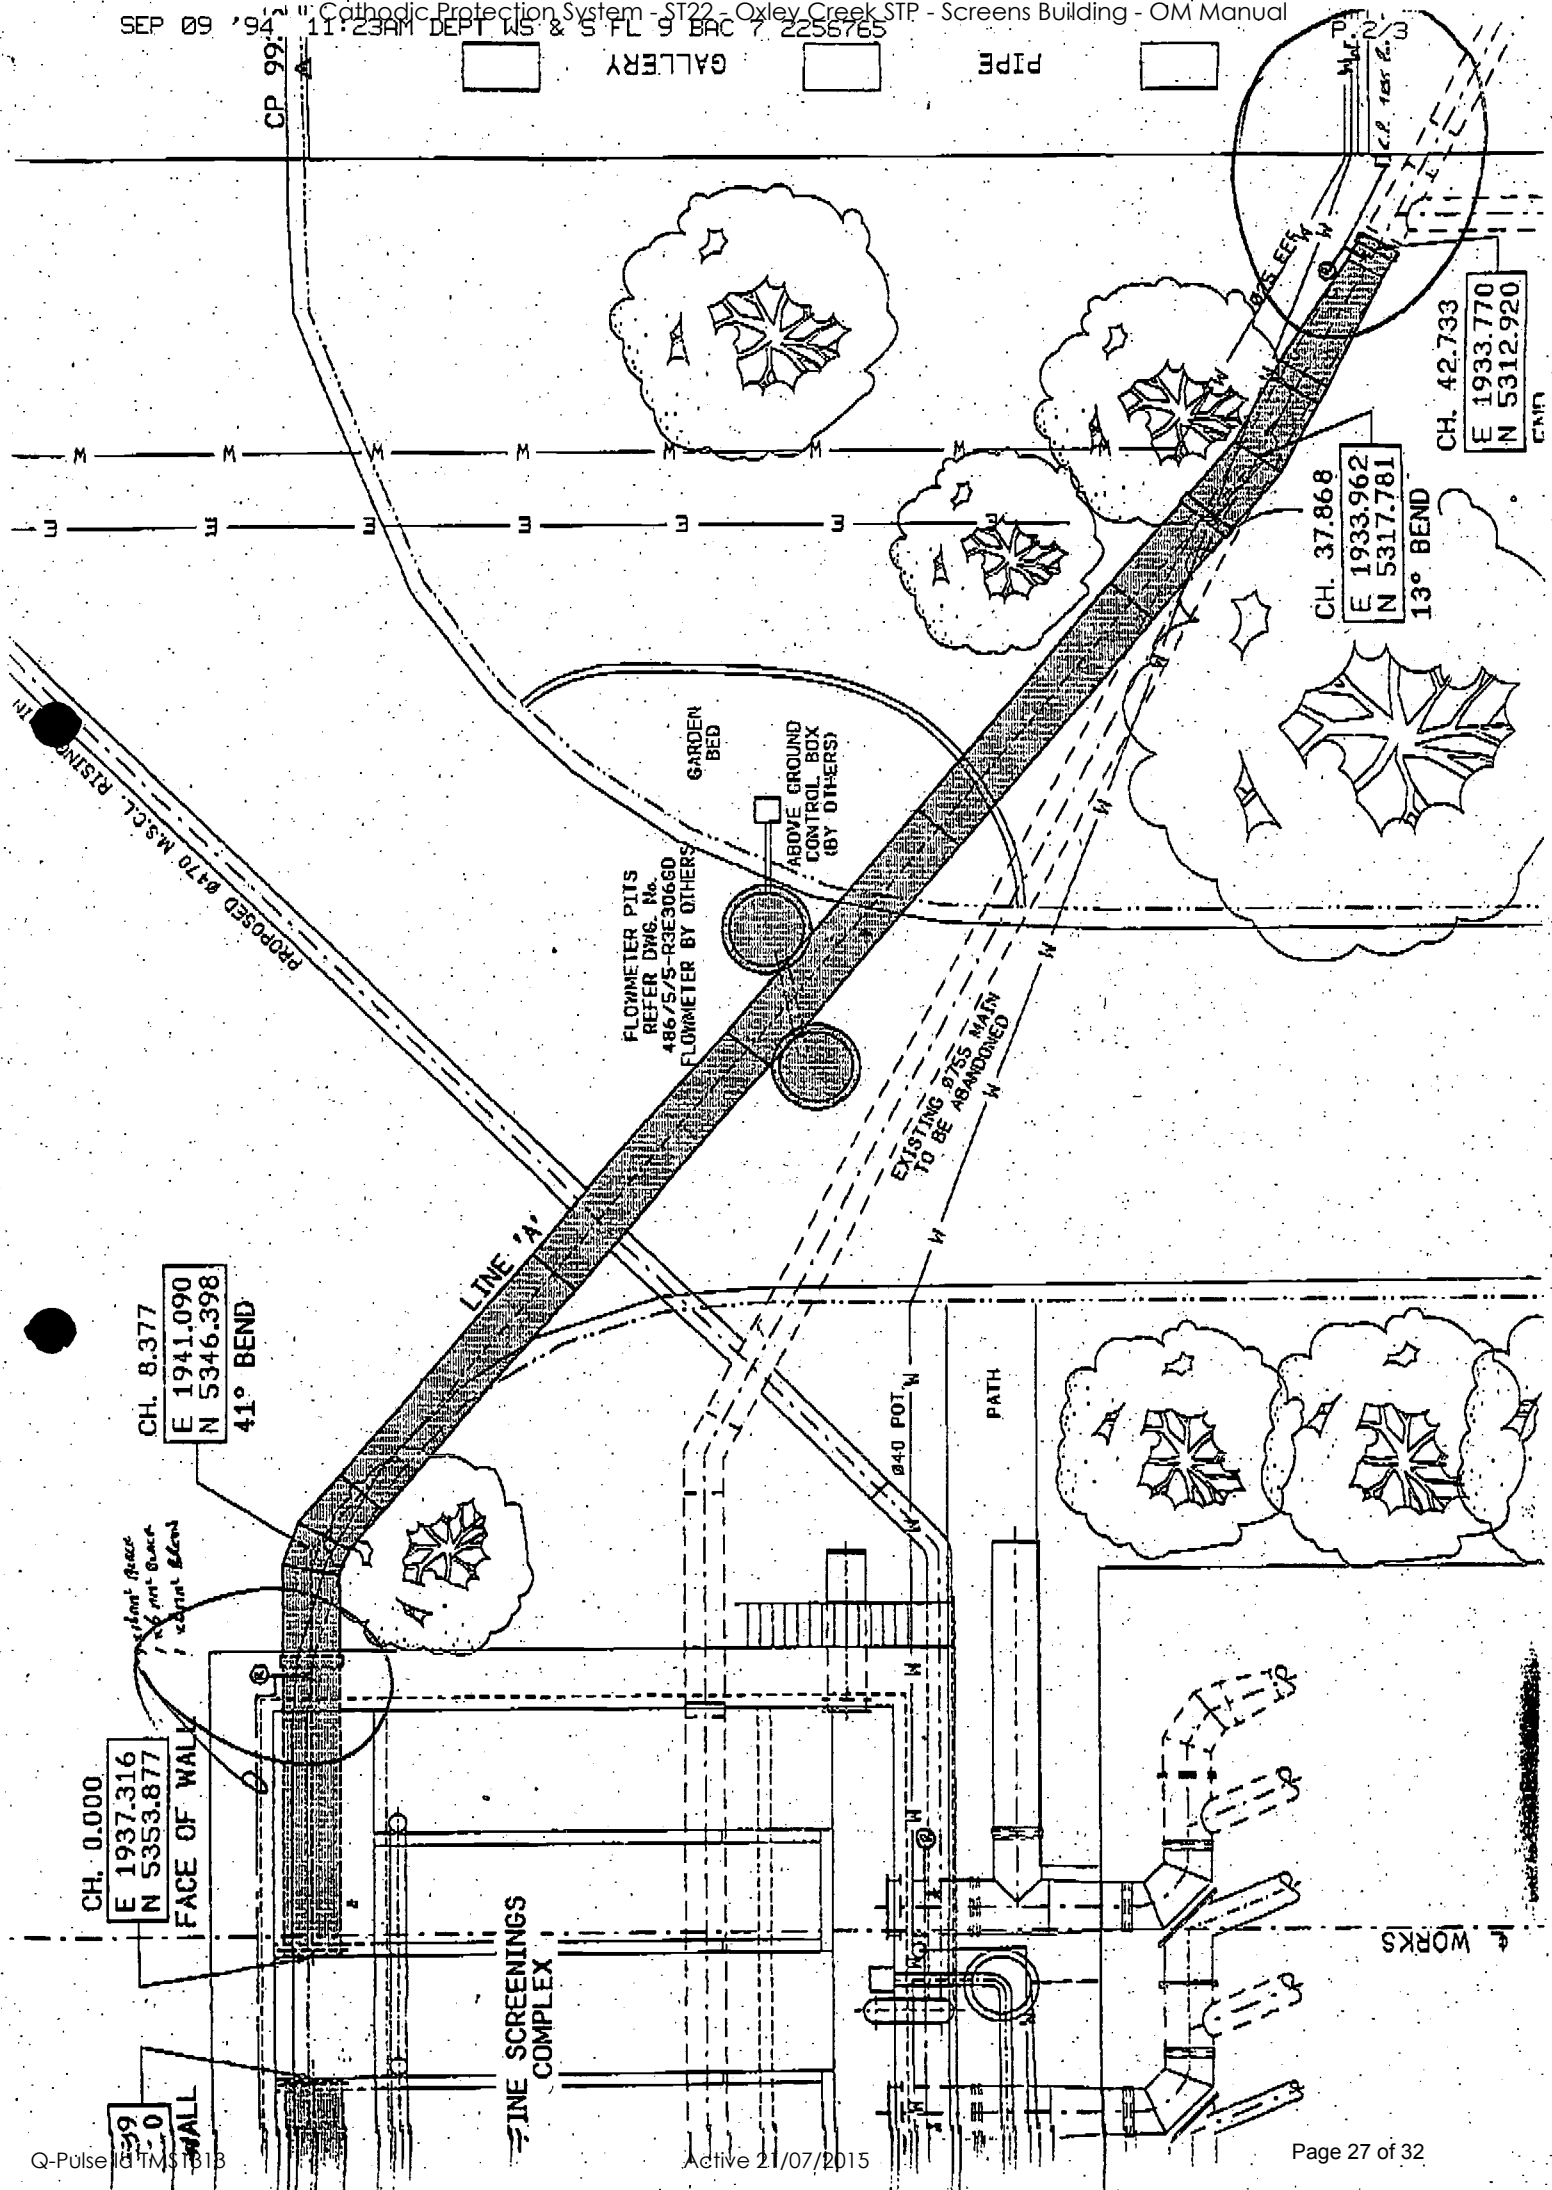 Cathodic Protection System - ST22 - Oxley Creek STP - Screens Building - OM Manual
SEP 09 '94 11:23AM DEPT WS & S FL 9 BAC 7 2256765
P.2/3
GALLERY
PIPE
CP 99
C.P.
CH. 42.733
E 1933.770
N 5312.920
END
CH. 37.868
E 1933.962
N 5317.781
13° BEND
W W W W W W W
E E E E E E E
PROPOSED Ø470 M.S.C.L. RISING
GARDEN
BED
ABOVE GROUND
CONTROL BOX
(BY OTHERS)
FLOWMETER PITS
REFER DWG. No.
486/5/5-R3E306GD
FLOWMETER BY OTHERS
EXISTING Ø755 MAIN
TO BE ABANDONED
LINE 'A'
CH. 8.377
E 1941.090
N 5346.398
41° BEND
Ø40 POT
PATH
CH. 0.000
E 1937.316
N 5353.877
FACE OF WALL
FINE SCREENINGS
COMPLEX
WORKS
WALL
Q-Pulse Id TMS1313
Active 21/07/2015
Page 27 of 32